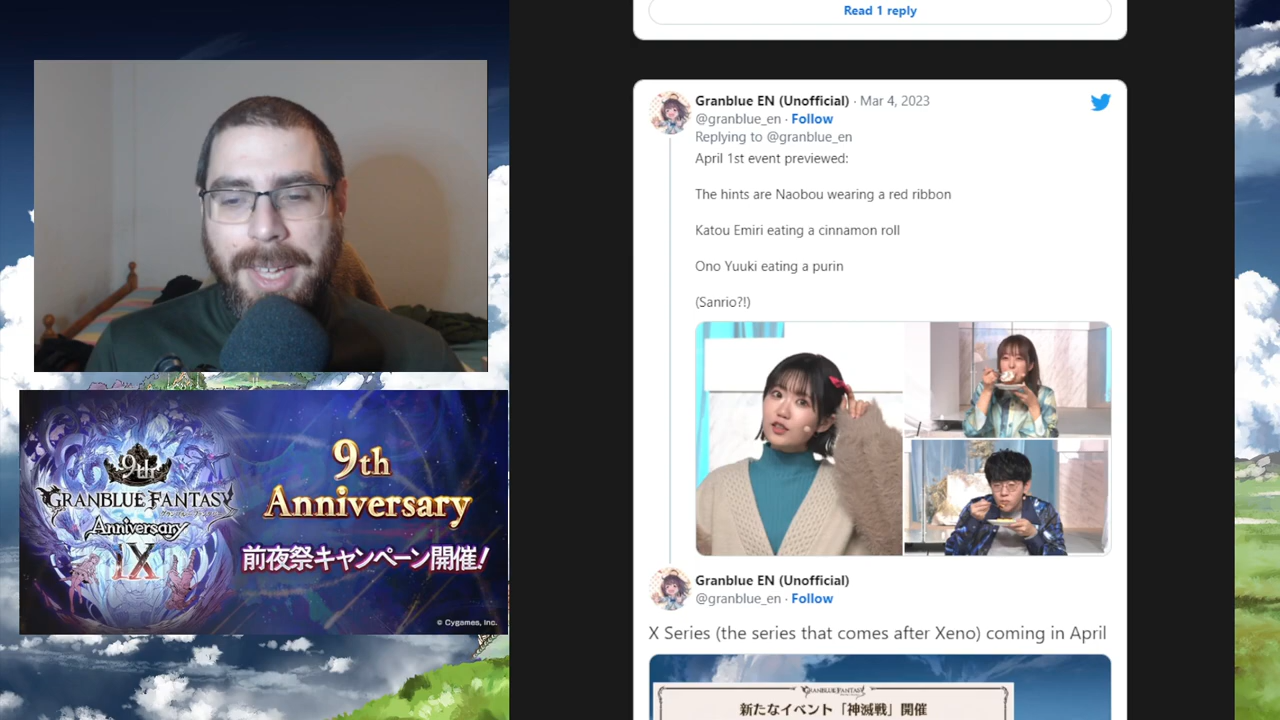 Read 1 reply
Granblue EN (Unofficial) · Mar 4, 2023
@granblue_en · Follow
Replying to @granblue_en
April 1st event previewed:
The hints are Naobou wearing a red ribbon
Katou Emiri eating a cinnamon roll
Ono Yuuki eating a purin
(Sanrio?!)
Granblue EN (Unofficial)
@granblue_en · Follow
X Series (the series that comes after Xeno) coming in April
GRANBLUE FANTASY
新たなイベント「神滅戦」開催
9th
GRANBLUE FANTASY
Anniversary
IX
9th
Anniversary
前夜祭キャンペーン開催!
© Cygames, Inc.